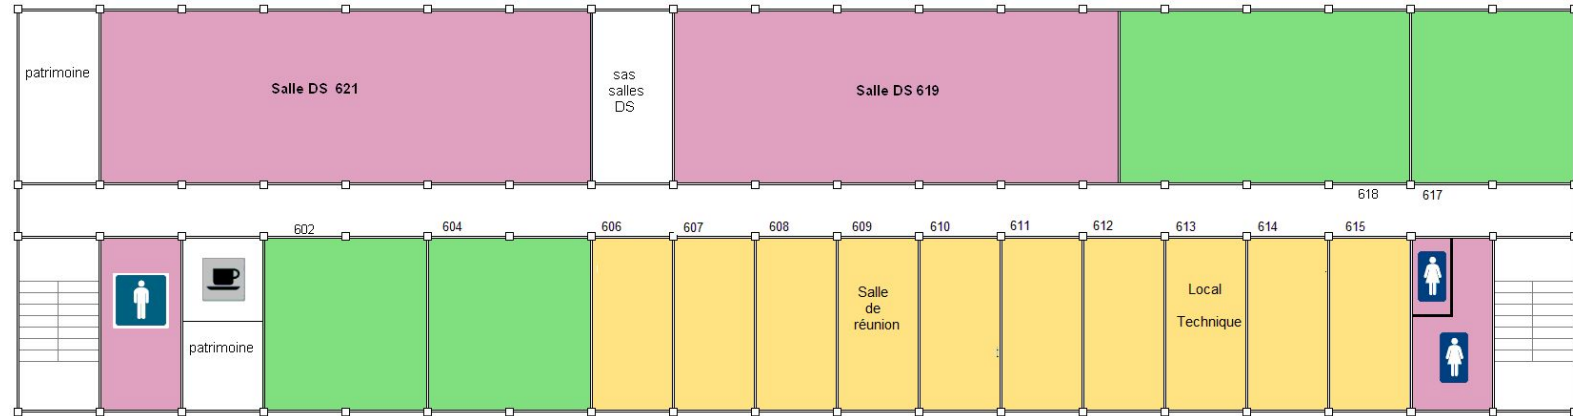 patrimoine
Salle DS 621
sas
salles
DS
Salle DS 619
618
617
602
604
606
607
608
609
610
611
612
613
614
615
Salle
de
réunion
Local
Technique
patrimoine